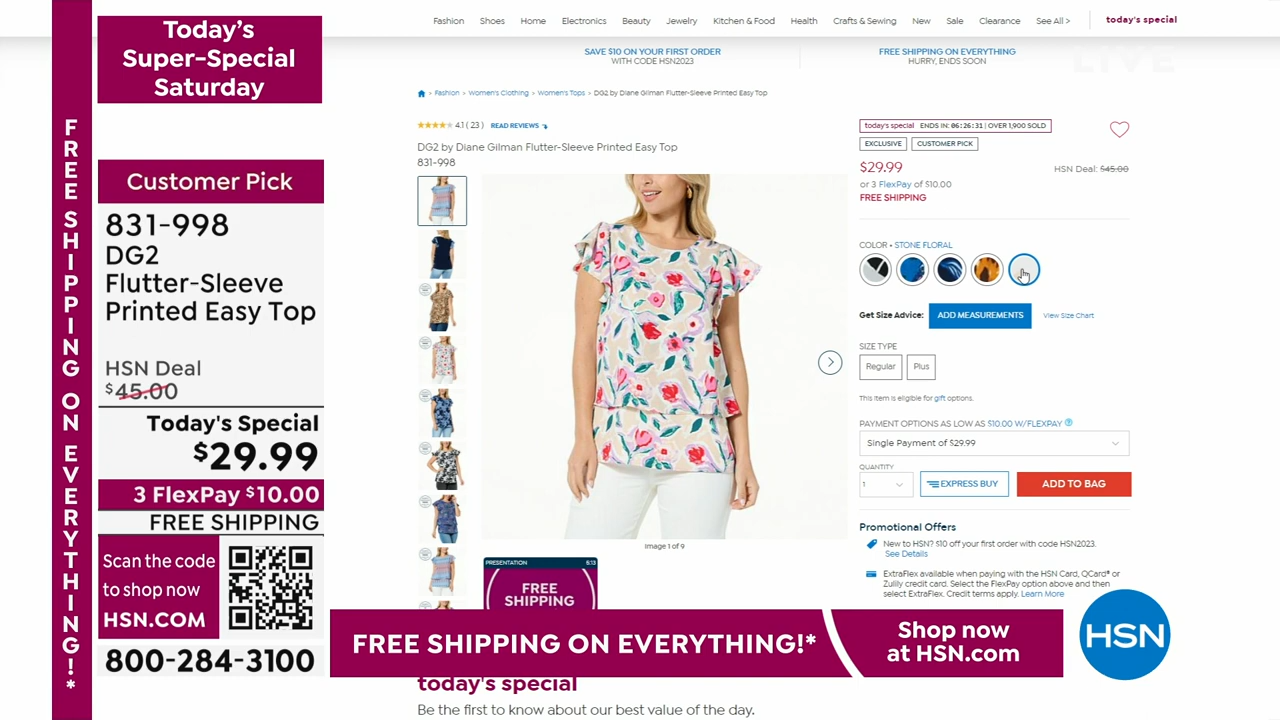 Today's
Super-Special
Saturday
FREE SHIPPING ON EVERYTHING!*
Customer Pick
831-998
DG2
Flutter-Sleeve
Printed Easy Top
HSN Deal
$45.00
Today's Special
$29.99
3 FlexPay $10.00
FREE SHIPPING
Scan the code
to shop now
HSN.COM
800-284-3100
Fashion Shoes Home Electronics Beauty Jewelry Kitchen & Food Health Crafts & Sewing New Sale Clearance See All > today's special
LIVE
SAVE $10 ON YOUR FIRST ORDER
WITH CODE HSN2023
FREE SHIPPING ON EVERYTHING
HURRY, ENDS SOON
> Fashion > Women's Clothing > Women's Tops > DG2 by Diane Gilman Flutter-Sleeve Printed Easy Top
4.1 ( 23 ) READ REVIEWS
DG2 by Diane Gilman Flutter-Sleeve Printed Easy Top
831-998
Image 1 of 9
PRESENTATION 5:13
FREE
SHIPPING
today's special ENDS IN: 06:26:31 | OVER 1,900 SOLD
EXCLUSIVE CUSTOMER PICK
$29.99 HSN Deal: $45.00
or 3 FlexPay of $10.00
FREE SHIPPING
COLOR • STONE FLORAL
Get Size Advice: ADD MEASUREMENTS View Size Chart
SIZE TYPE
Regular Plus
This item is eligible for gift options.
PAYMENT OPTIONS AS LOW AS $10.00 W/FLEXPAY ?
Single Payment of $29.99
QUANTITY
1 EXPRESS BUY ADD TO BAG
Promotional Offers
New to HSN? $10 off your first order with code HSN2023.
See Details
ExtraFlex available when paying with the HSN Card, QCard® or
Zulily credit card. Select the FlexPay option above and then
select ExtraFlex. Credit terms apply. Learn More
FREE SHIPPING ON EVERYTHING!*
Shop now
at HSN.com
HSN
today's special
Be the first to know about our best value of the day.